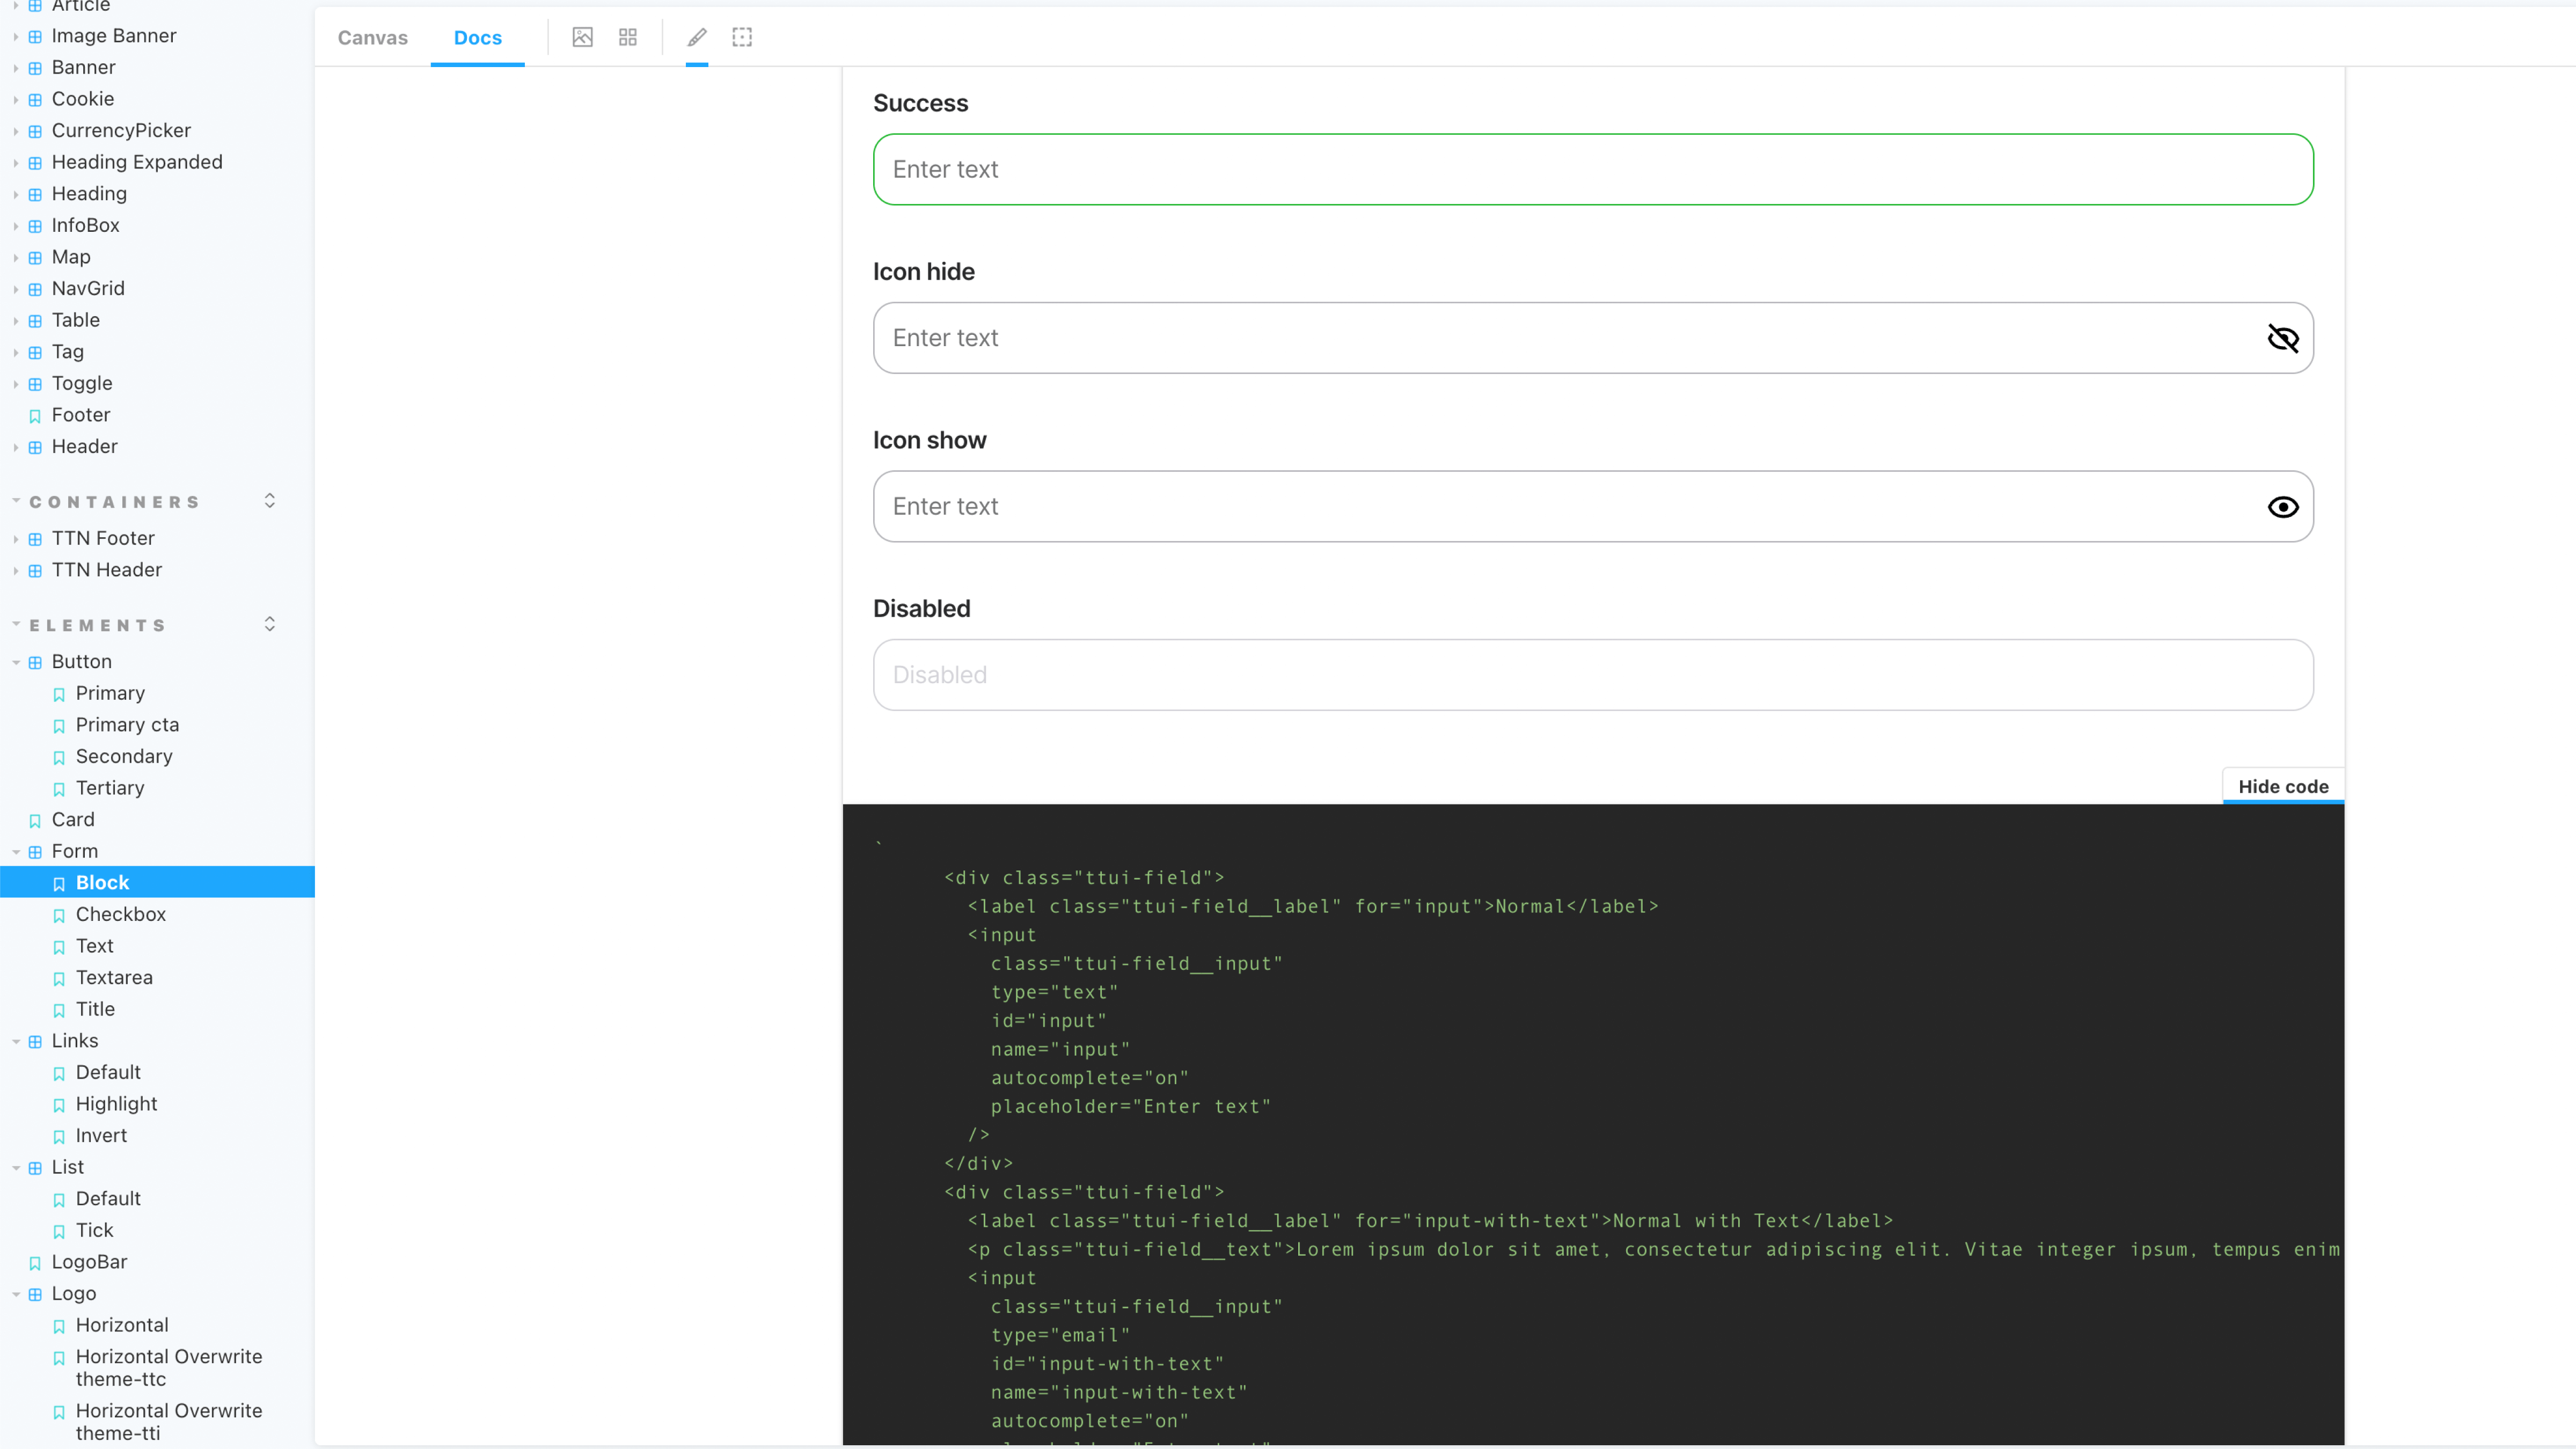 Article
Image Banner
Banner
Cookie
CurrencyPicker
Heading Expanded
Heading
InfoBox
Map
NavGrid
Table
Tag
Toggle
Footer
Header
CONTAINERS
TTN Footer
TTN Header
ELEMENTS
Button
Primary
Primary cta
Secondary
Tertiary
Card
Form
Block
Checkbox
Text
Textarea
Title
Links
Default
Highlight
Invert
List
Default
Tick
LogoBar
Logo
Horizontal
Horizontal Overwrite
theme-ttc
Horizontal Overwrite
theme-tti
Canvas Docs
Success
Enter text
Icon hide
Enter text
Icon show
Enter text
Disabled
Disabled
Hide code
`
<div class="ttui-field">
<label class="ttui-field__label" for="input">Normal</label>
<input
class="ttui-field__input"
type="text"
id="input"
name="input"
autocomplete="on"
placeholder="Enter text"
/>
</div>
<div class="ttui-field">
<label class="ttui-field__label" for="input-with-text">Normal with Text</label>
<p class="ttui-field__text">Lorem ipsum dolor sit amet, consectetur adipiscing elit. Vitae integer ipsum, tempus enim
<input
class="ttui-field__input"
type="email"
id="input-with-text"
name="input-with-text"
autocomplete="on"